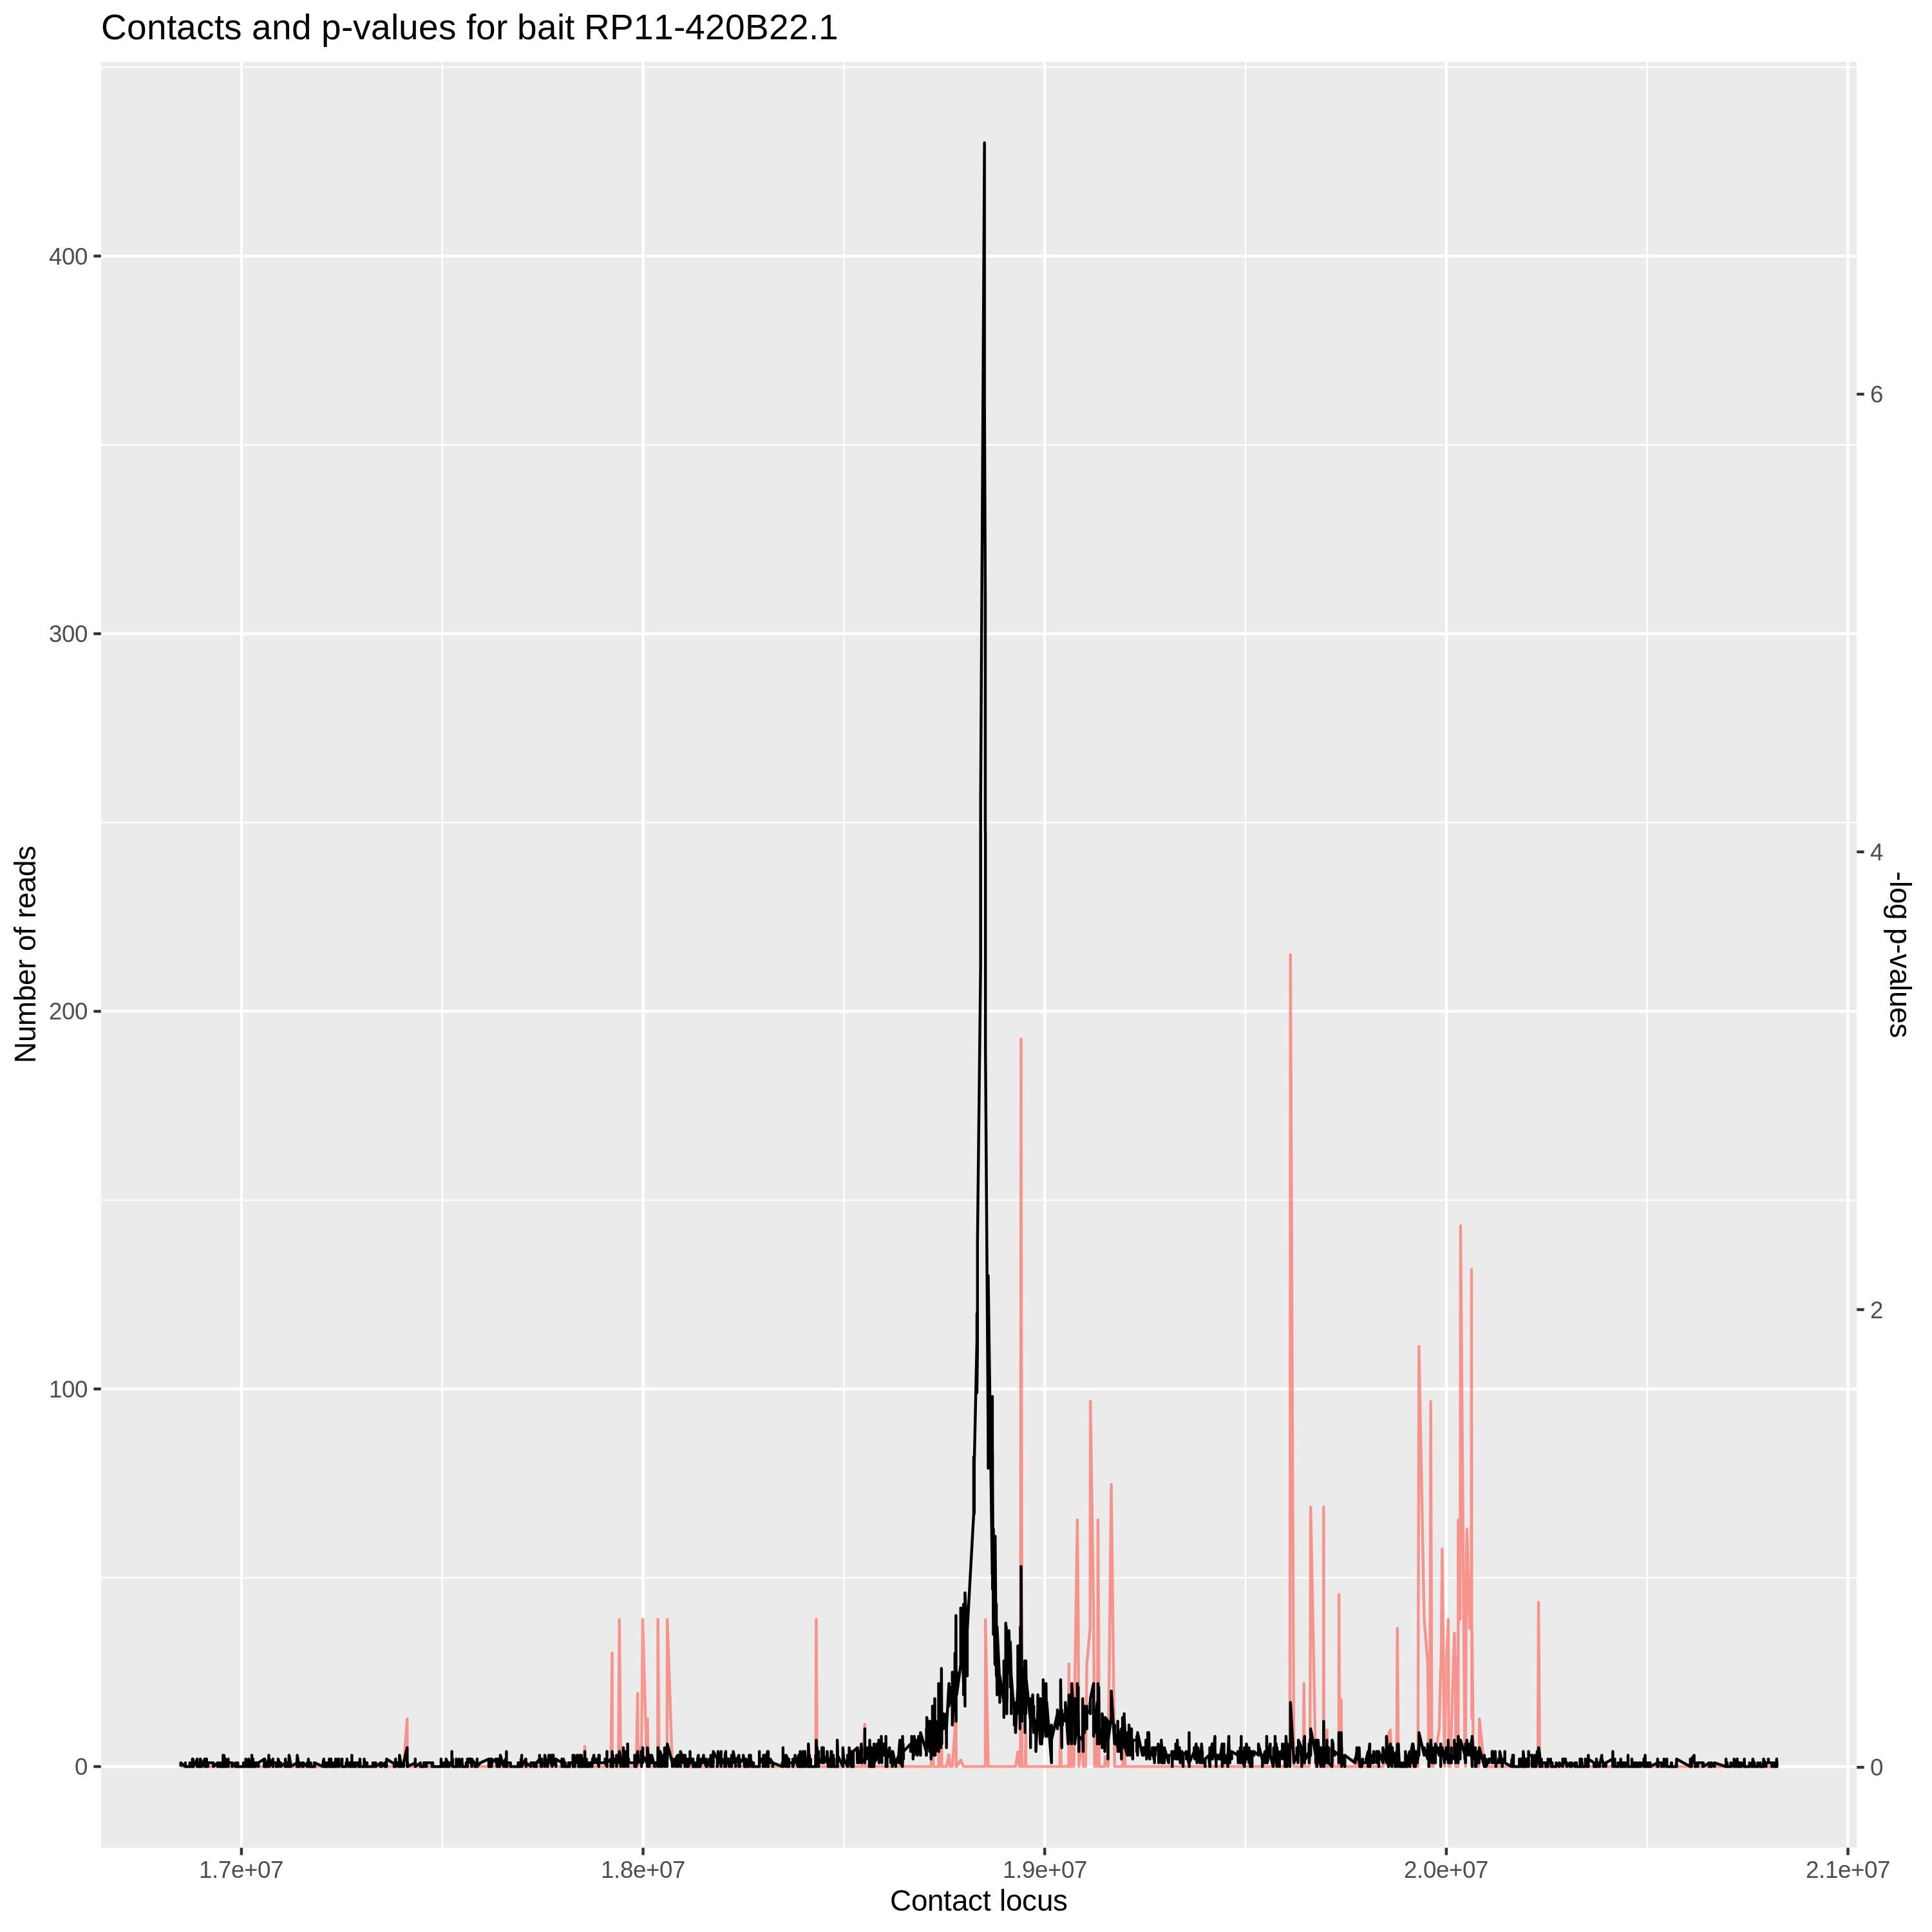 Contacts and p-values for bait RP11-420B22.1
Number of reads
400
300
200
100
0
6
4
2
0
-log p-values
1.7e+07
1.8e+07
1.9e+07
2.0e+07
2.1e+07
Contact locus